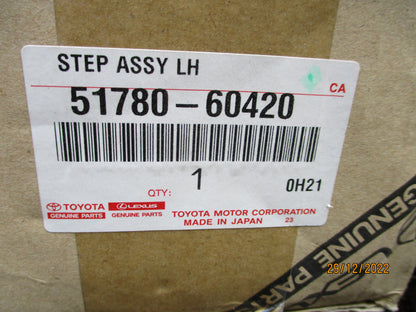 STEP ASSY LH
CA
51780-60420
QTY: 1
0H21
TOYOTA
GENUINE PARTS
LEXUS
GENUINE PARTS
TOYOTA MOTOR CORPORATION
MADE IN JAPAN 23
GENUINE PARTS
29/12/2022